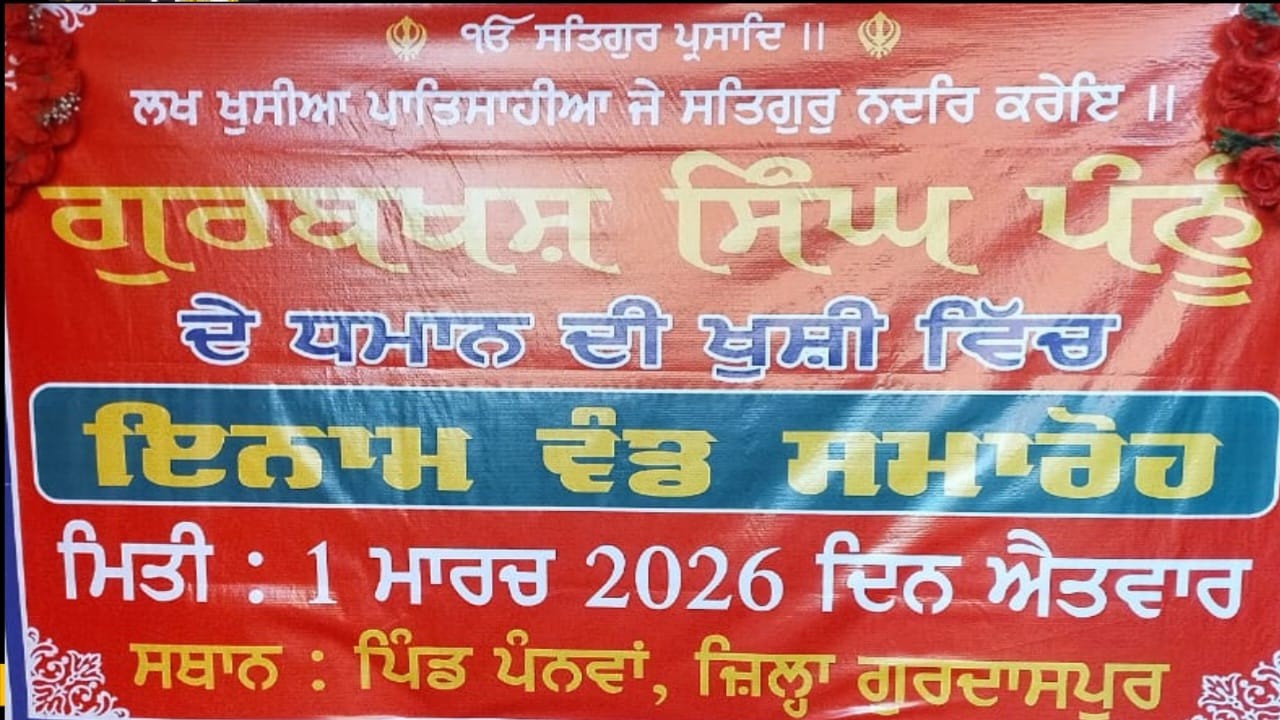 ੴ ਸਤਿਗੁਰ ਪ੍ਰਸਾਦਿ ॥
ਲਖ ਖੁਸੀਆ ਪਾਤਿਸਾਹੀਆ ਜੇ ਸਤਿਗੁਰੁ ਨਦਰਿ ਕਰੇਇ ॥
ਗੁਰਬਖਸ਼ ਸਿੰਘ ਪੰਨੂੰ
ਦੇ ਧਮਾਨ ਦੀ ਖੁਸ਼ੀ ਵਿੱਚ
ਇਨਾਮ ਵੰਡ ਸਮਾਰੋਹ
ਮਿਤੀ : 1 ਮਾਰਚ 2026 ਦਿਨ ਐਤਵਾਰ
ਸਥਾਨ : ਪਿੰਡ ਪੰਨਵਾਂ, ਜ਼ਿਲ੍ਹਾ ਗੁਰਦਾਸਪੁਰ